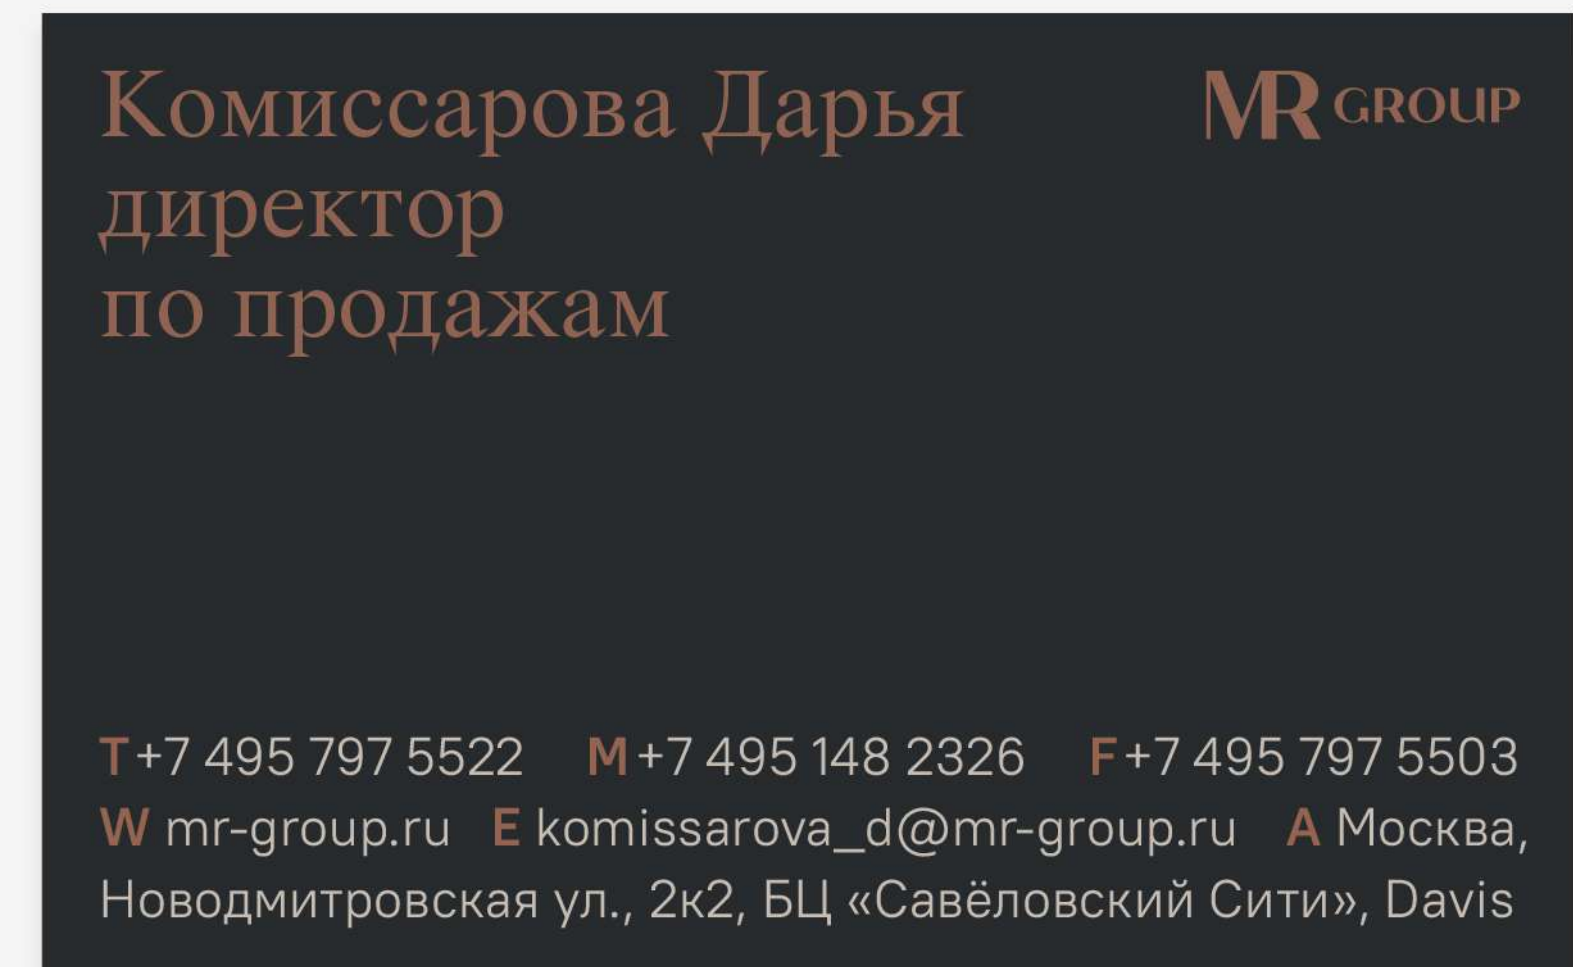 Комиссарова Дарья
MR GROUP
директор
по продажам
T +7 495 797 5522 M +7 495 148 2326 F +7 495 797 5503
W mr-group.ru E komissarova_d@mr-group.ru A Москва,
Новодмитровская ул., 2к2, БЦ «Савёловский Сити», Davis